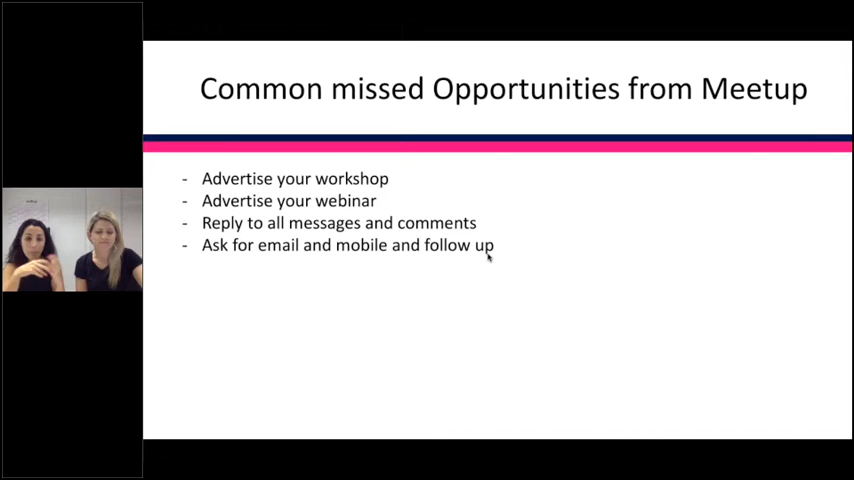 Common missed Opportunities from Meetup
- Advertise your workshop
- Advertise your webinar
- Reply to all messages and comments
- Ask for email and mobile and follow up